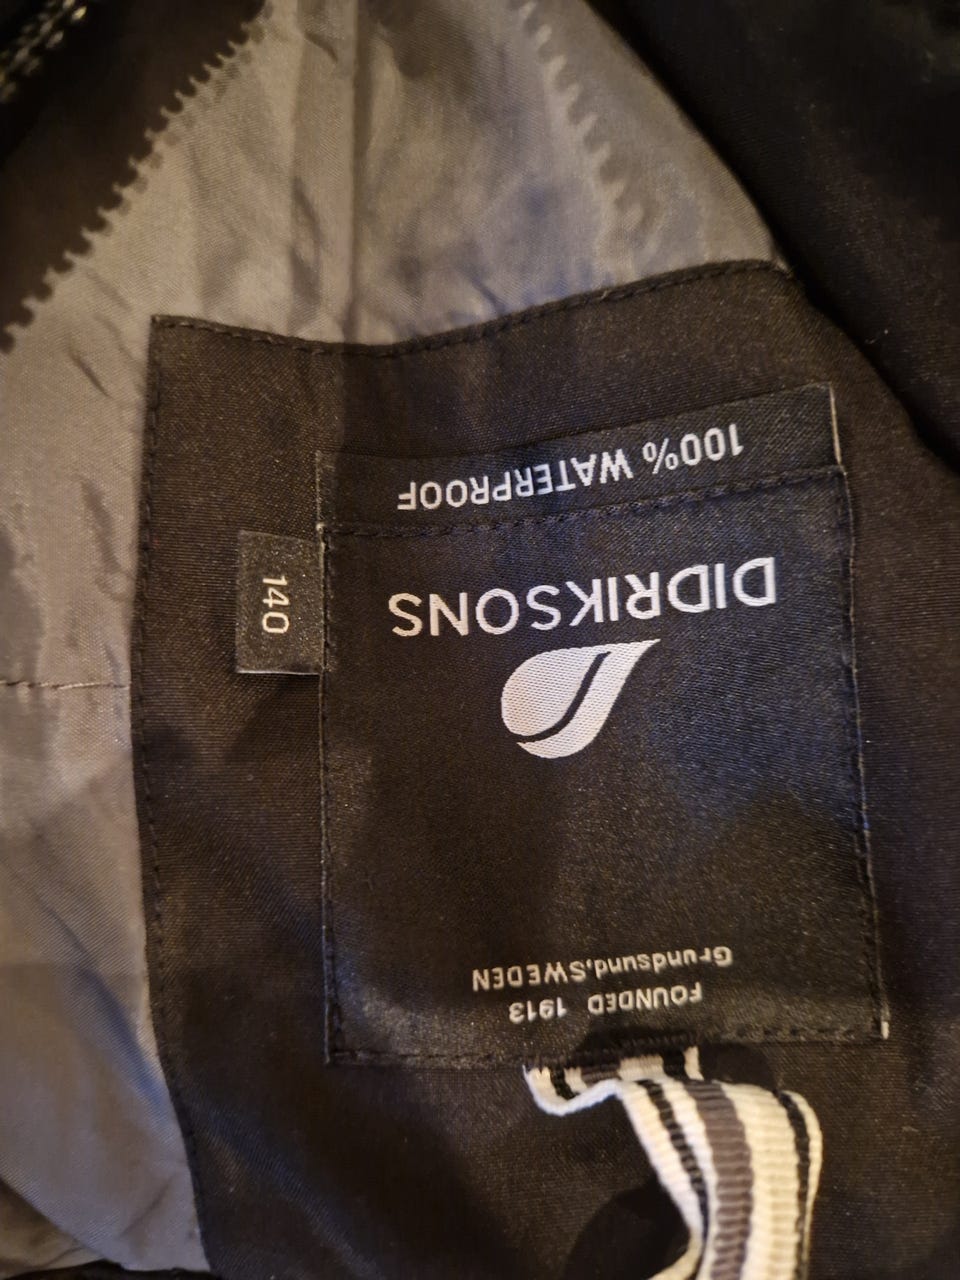 FOUNDED 1913
Grundsund, SWEDEN
DIDRIKSONS
100% WATERPROOF
140